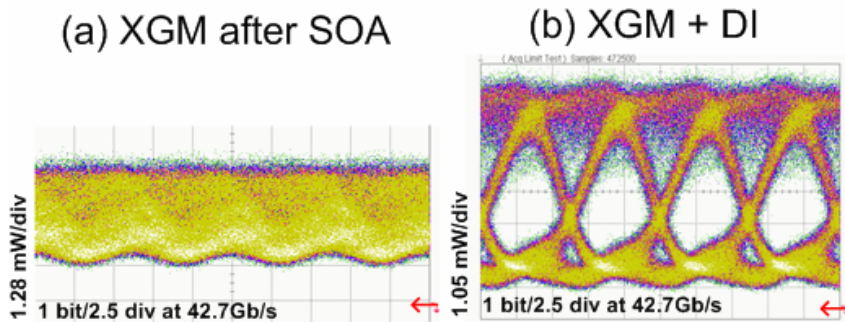 (a) XGM after SOA
1.28 mW/div
1 bit/2.5 div at 42.7Gb/s
(b) XGM + DI
( Acq Limit Test ) Samples: 472500
1.05 mW/div
1 bit/2.5 div at 42.7Gb/s